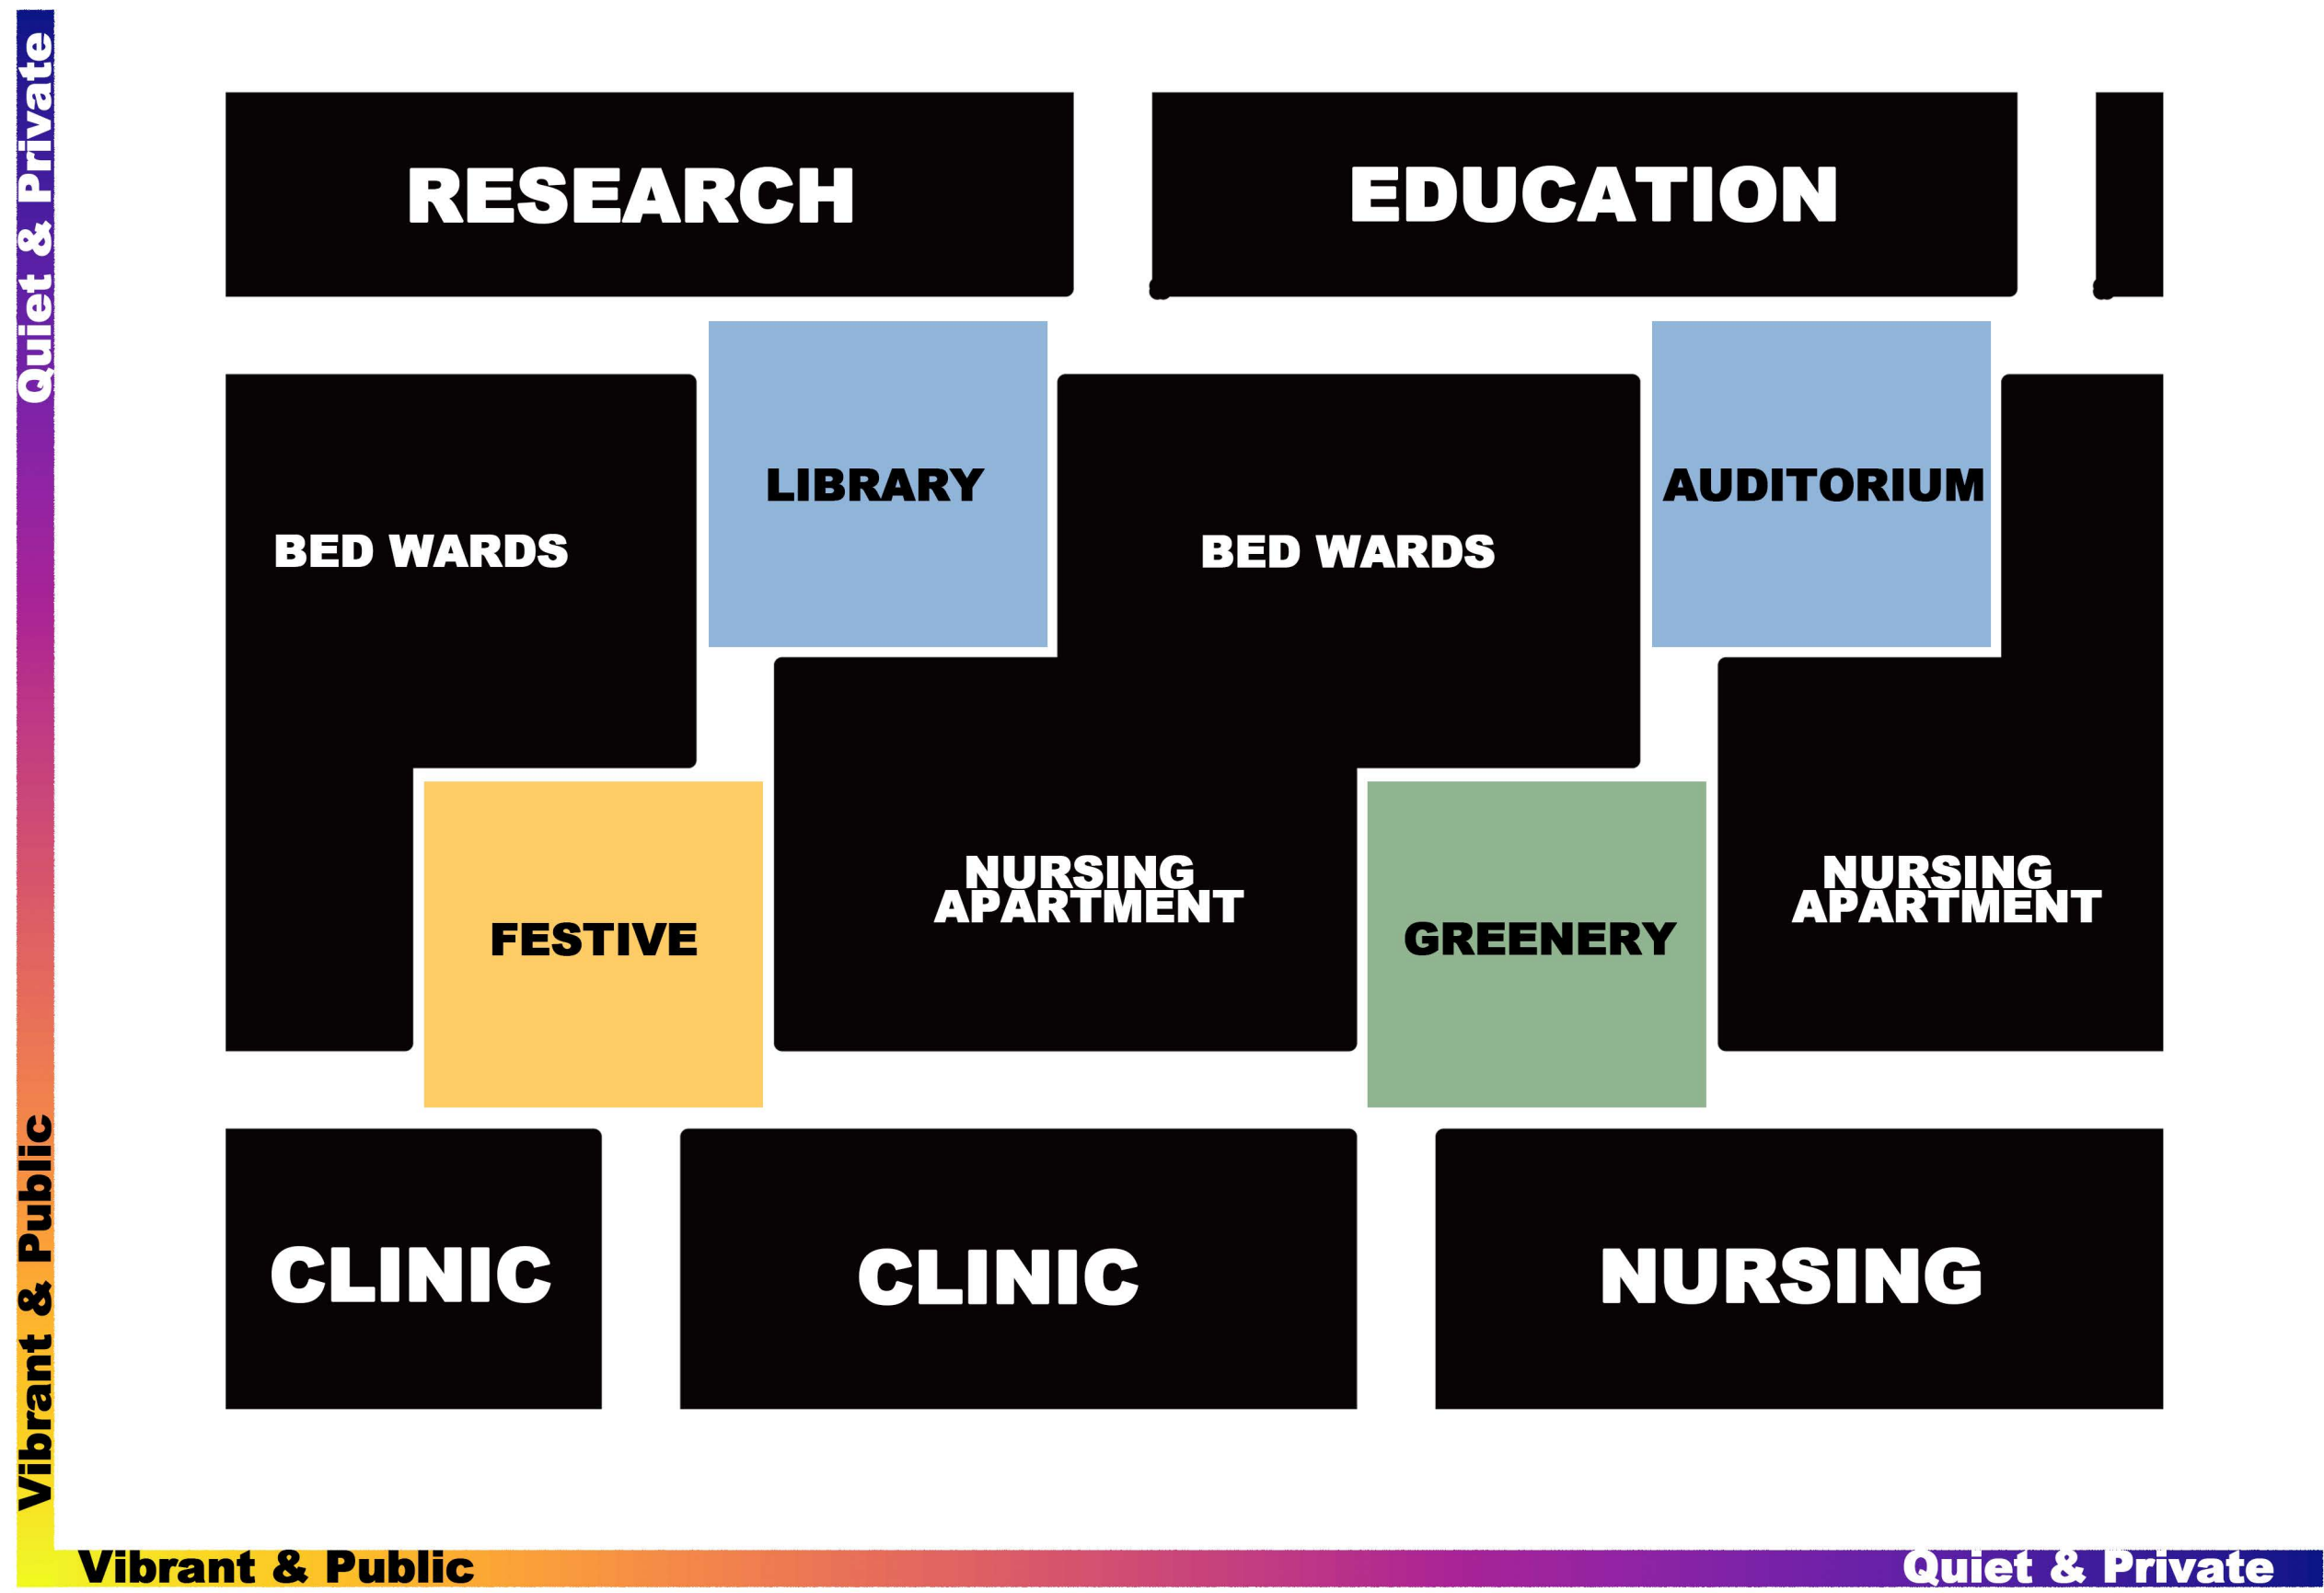 Quiet & Private
RESEARCH
EDUCATION
LIBRARY
AUDITORIUM
BED WARDS
BED WARDS
NURSING
APARTMENT
NURSING
APARTMENT
FESTIVE
GREENERY
Vibrant & Public
CLINIC
CLINIC
NURSING
Vibrant & Public
Quiet & Private